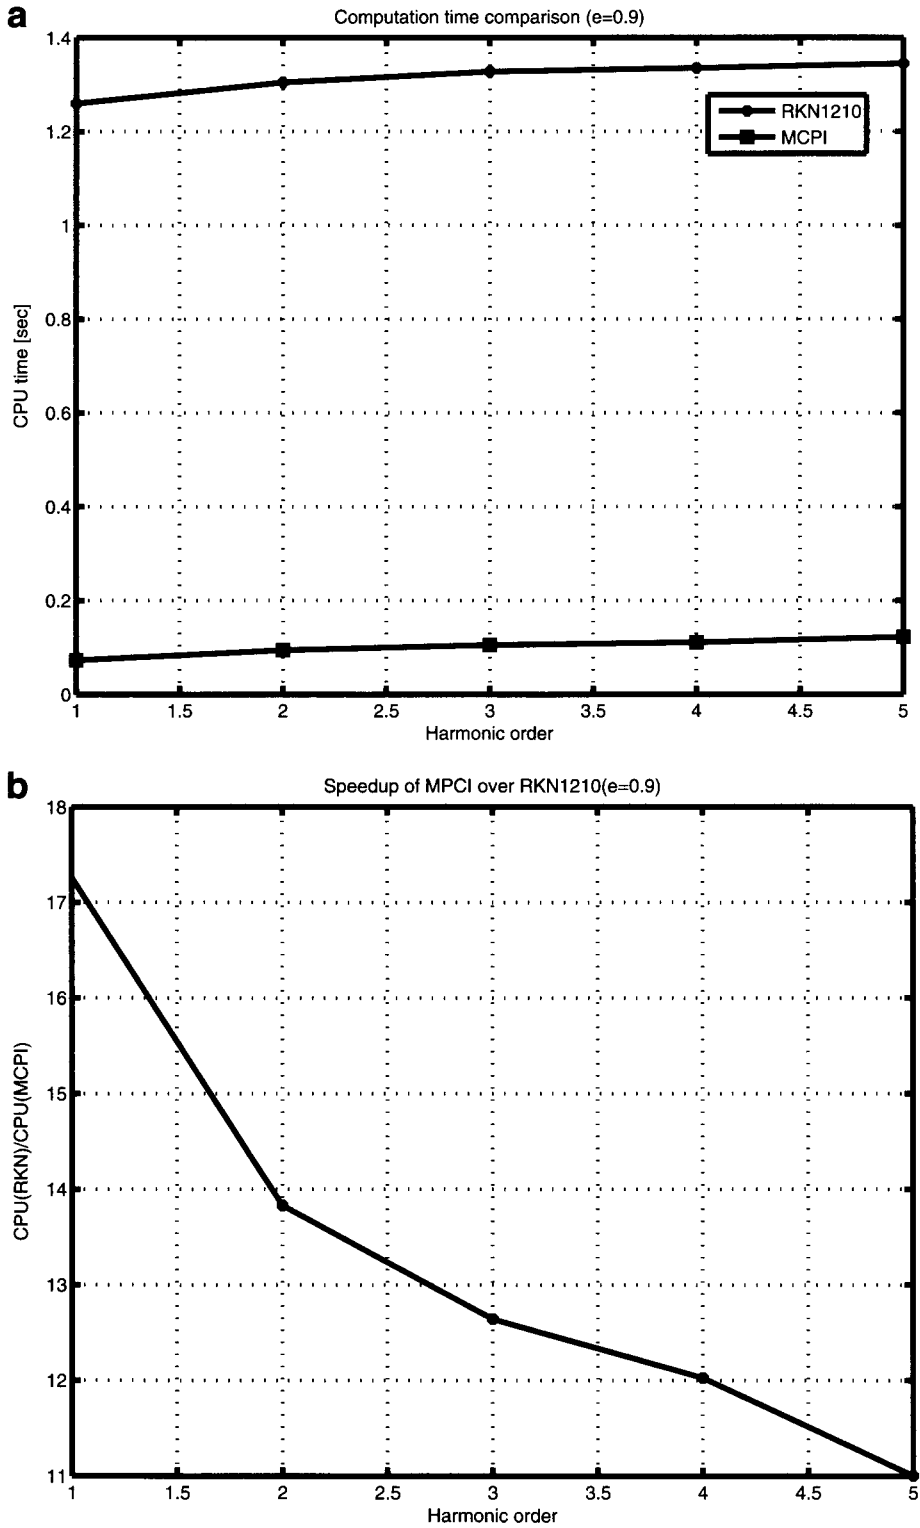 a
Computation time comparison (e=0.9)
1.4
1.2
1
0.8
0.6
0.4
0.2
0
CPU time [sec]
RKN1210
MCPI
1 1.5 2 2.5 3 3.5 4 4.5 5
Harmonic order
b
Speedup of MPCI over RKN1210(e=0.9)
18
17
16
15
14
13
12
11
CPU(RKN)/CPU(MCPI)
1 1.5 2 2.5 3 3.5 4 4.5 5
Harmonic order